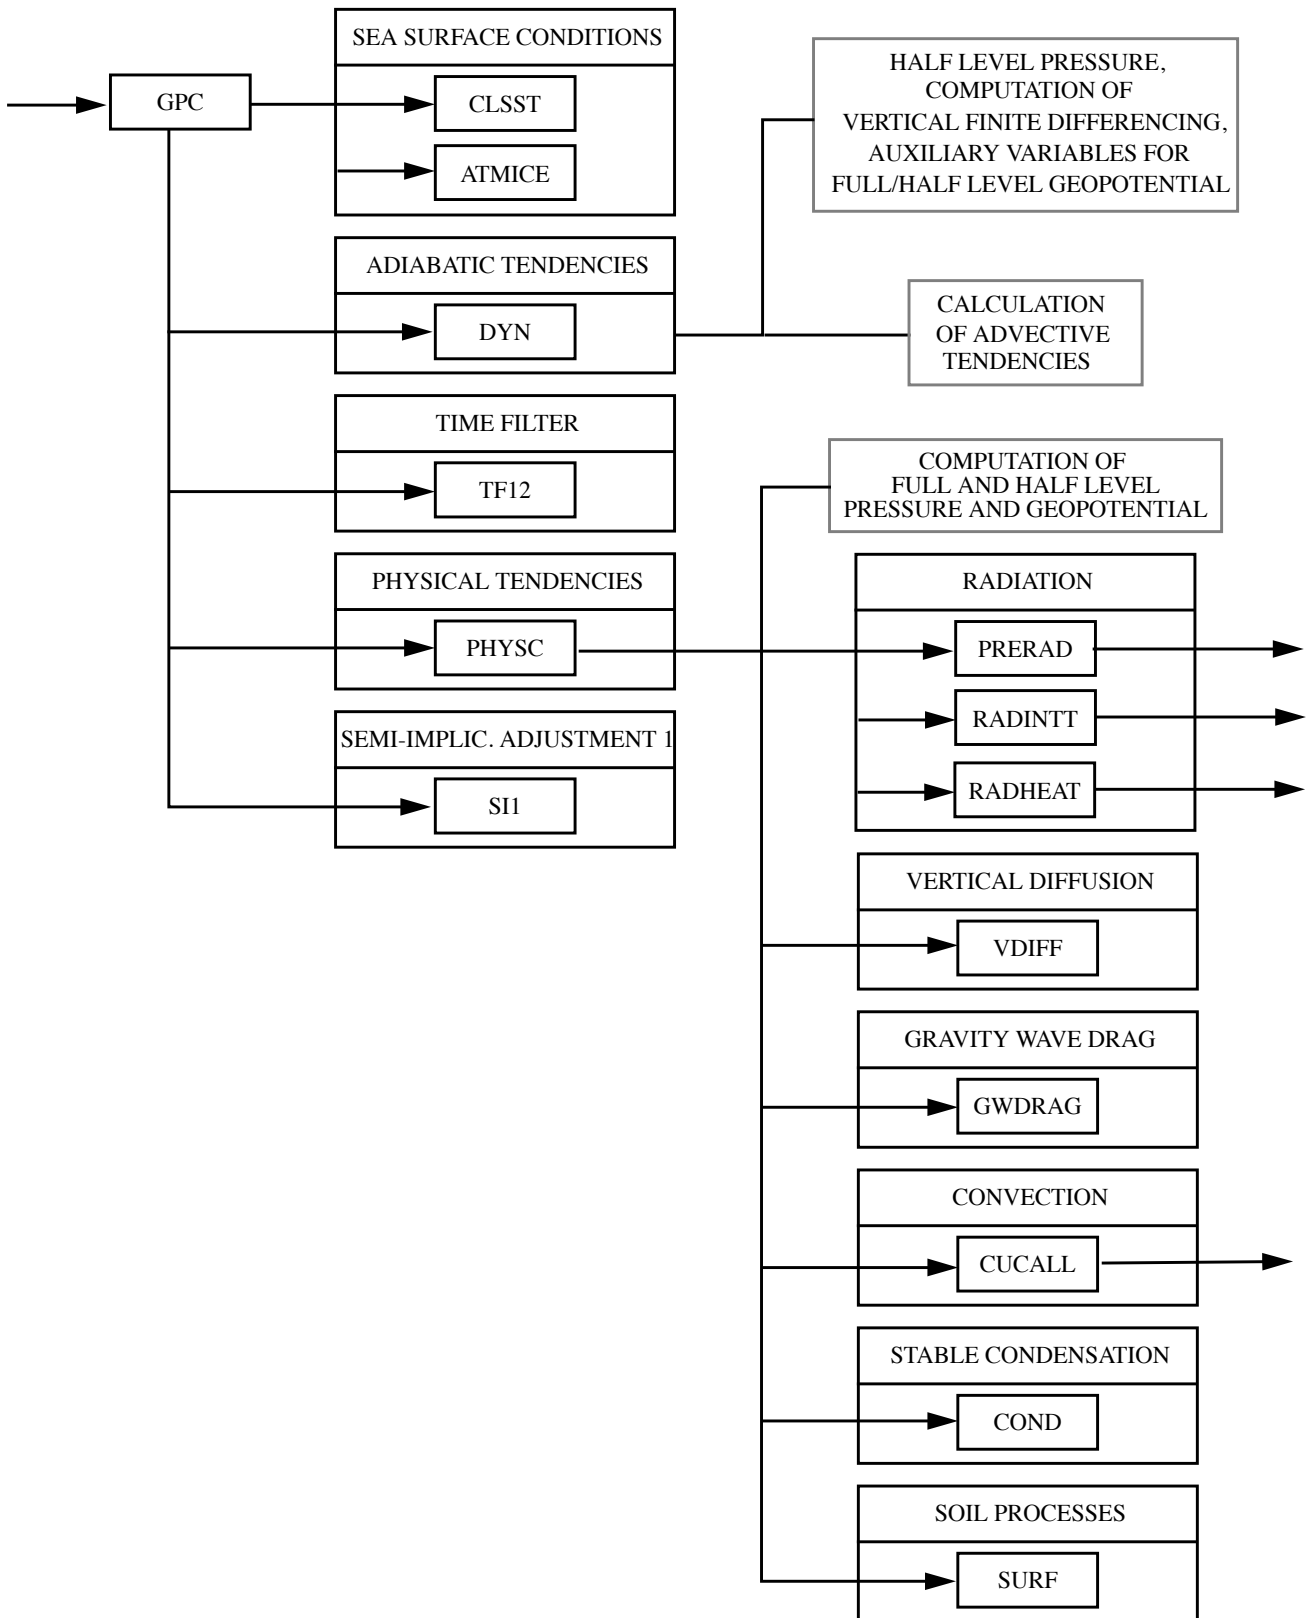 GPC
SEA SURFACE CONDITIONS
CLSST
ATMICE
ADIABATIC TENDENCIES
DYN
TIME FILTER
TF12
PHYSICAL TENDENCIES
PHYSC
SEMI-IMPLIC. ADJUSTMENT 1
SI1
HALF LEVEL PRESSURE,
COMPUTATION OF
VERTICAL FINITE DIFFERENCING,
AUXILIARY VARIABLES FOR
FULL/HALF LEVEL GEOPOTENTIAL
CALCULATION
OF ADVECTIVE
TENDENCIES
COMPUTATION OF
FULL AND HALF LEVEL
PRESSURE AND GEOPOTENTIAL
RADIATION
PRERAD
RADINTT
RADHEAT
VERTICAL DIFFUSION
VDIFF
GRAVITY WAVE DRAG
GWDRAG
CONVECTION
CUCALL
STABLE CONDENSATION
COND
SOIL PROCESSES
SURF